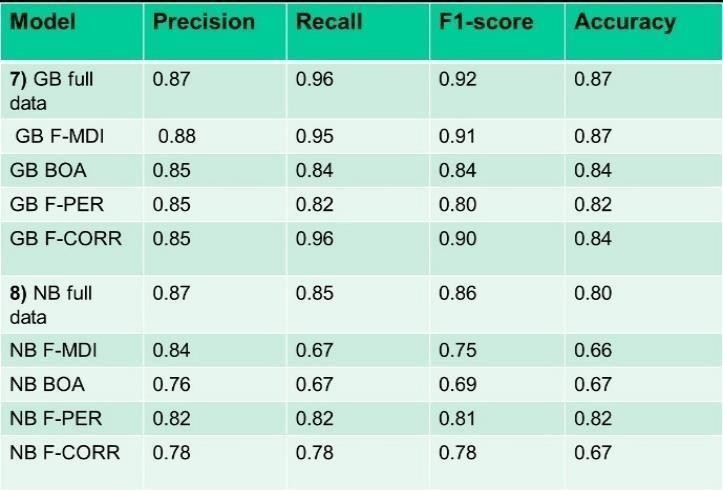 Model Precision Recall F1-score Accuracy
7) GB full data 0.87 0.96 0.92 0.87
GB F-MDI 0.88 0.95 0.91 0.87
GB BOA 0.85 0.84 0.84 0.84
GB F-PER 0.85 0.82 0.80 0.82
GB F-CORR 0.85 0.96 0.90 0.84
8) NB full data 0.87 0.85 0.86 0.80
NB F-MDI 0.84 0.67 0.75 0.66
NB BOA 0.76 0.67 0.69 0.67
NB F-PER 0.82 0.82 0.81 0.82
NB F-CORR 0.78 0.78 0.78 0.67